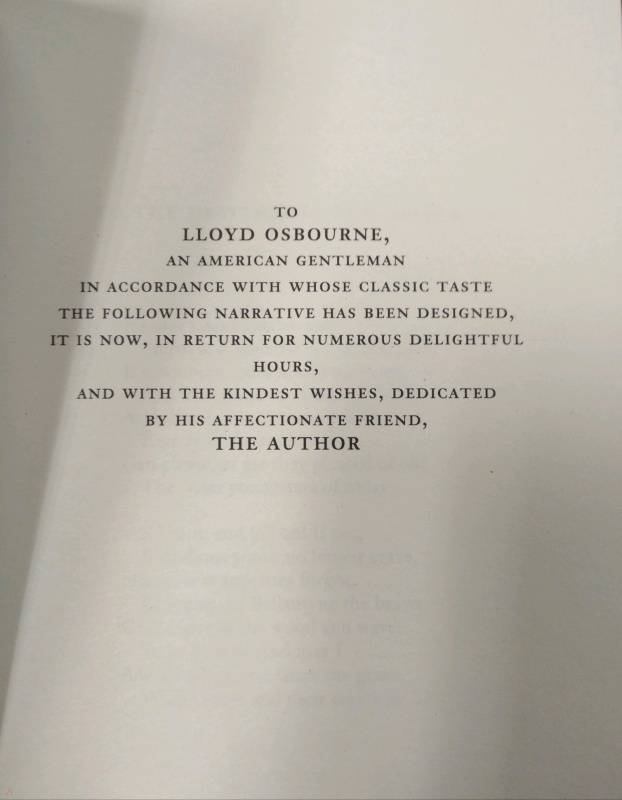 TO
LLOYD OSBOURNE,
AN AMERICAN GENTLEMAN
IN ACCORDANCE WITH WHOSE CLASSIC TASTE
THE FOLLOWING NARRATIVE HAS BEEN DESIGNED,
IT IS NOW, IN RETURN FOR NUMEROUS DELIGHTFUL
HOURS,
AND WITH THE KINDEST WISHES, DEDICATED
BY HIS AFFECTIONATE FRIEND,
THE AUTHOR